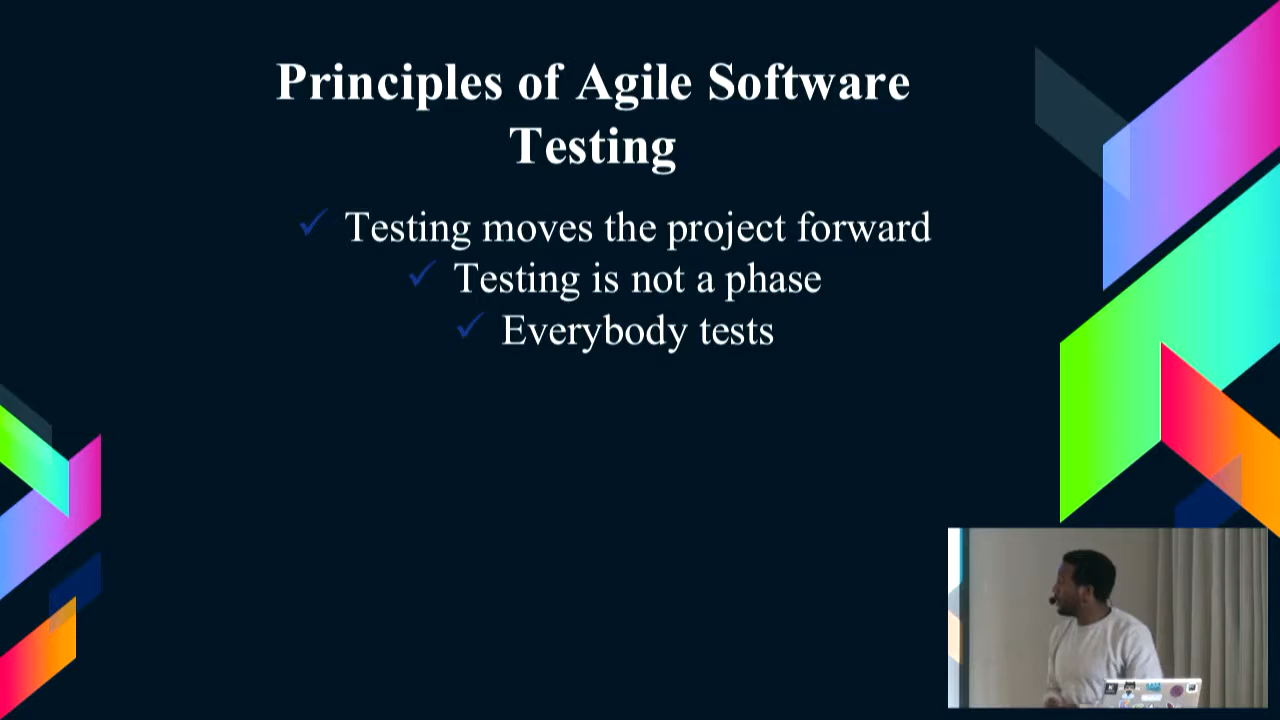 Principles of Agile Software
Testing
Testing moves the project forward
Testing is not a phase
Everybody tests